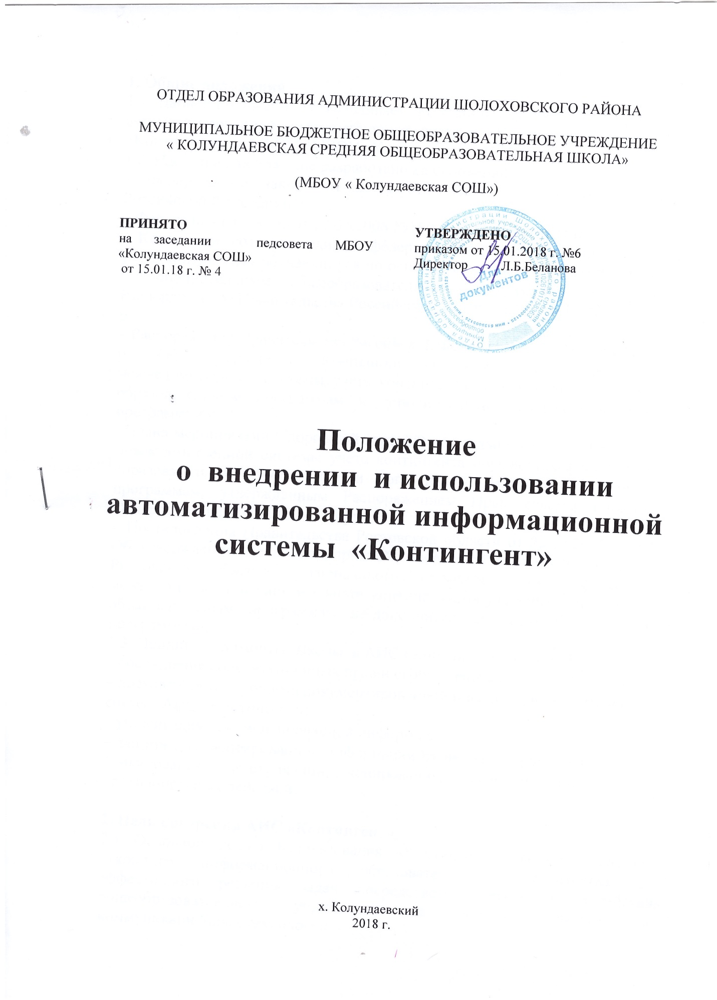 ОТДЕЛ ОБРАЗОВАНИЯ АДМИНИСТРАЦИИ ШОЛОХОВСКОГО РАЙОНА
МУНИЦИПАЛЬНОЕ БЮДЖЕТНОЕ ОБЩЕОБРАЗОВАТЕЛЬНОЕ УЧРЕЖДЕНИЕ
« КОЛУНДАЕВСКАЯ СРЕДНЯЯ ОБЩЕОБРАЗОВАТЕЛЬНАЯ ШКОЛА»
(МБОУ « Колундаевская СОШ»)
ПРИНЯТО
на заседании педсовета МБОУ
«Колундаевская СОШ»
от 15.01.18 г. № 4
УТВЕРЖДЕНО
приказом от 15.01.2018 г. №6
Директор Л.Б.Беланова
Для
документов
Положение
о внедрении и использовании
автоматизированной информационной
системы «Контингент»
х. Колундаевский
2018 г.